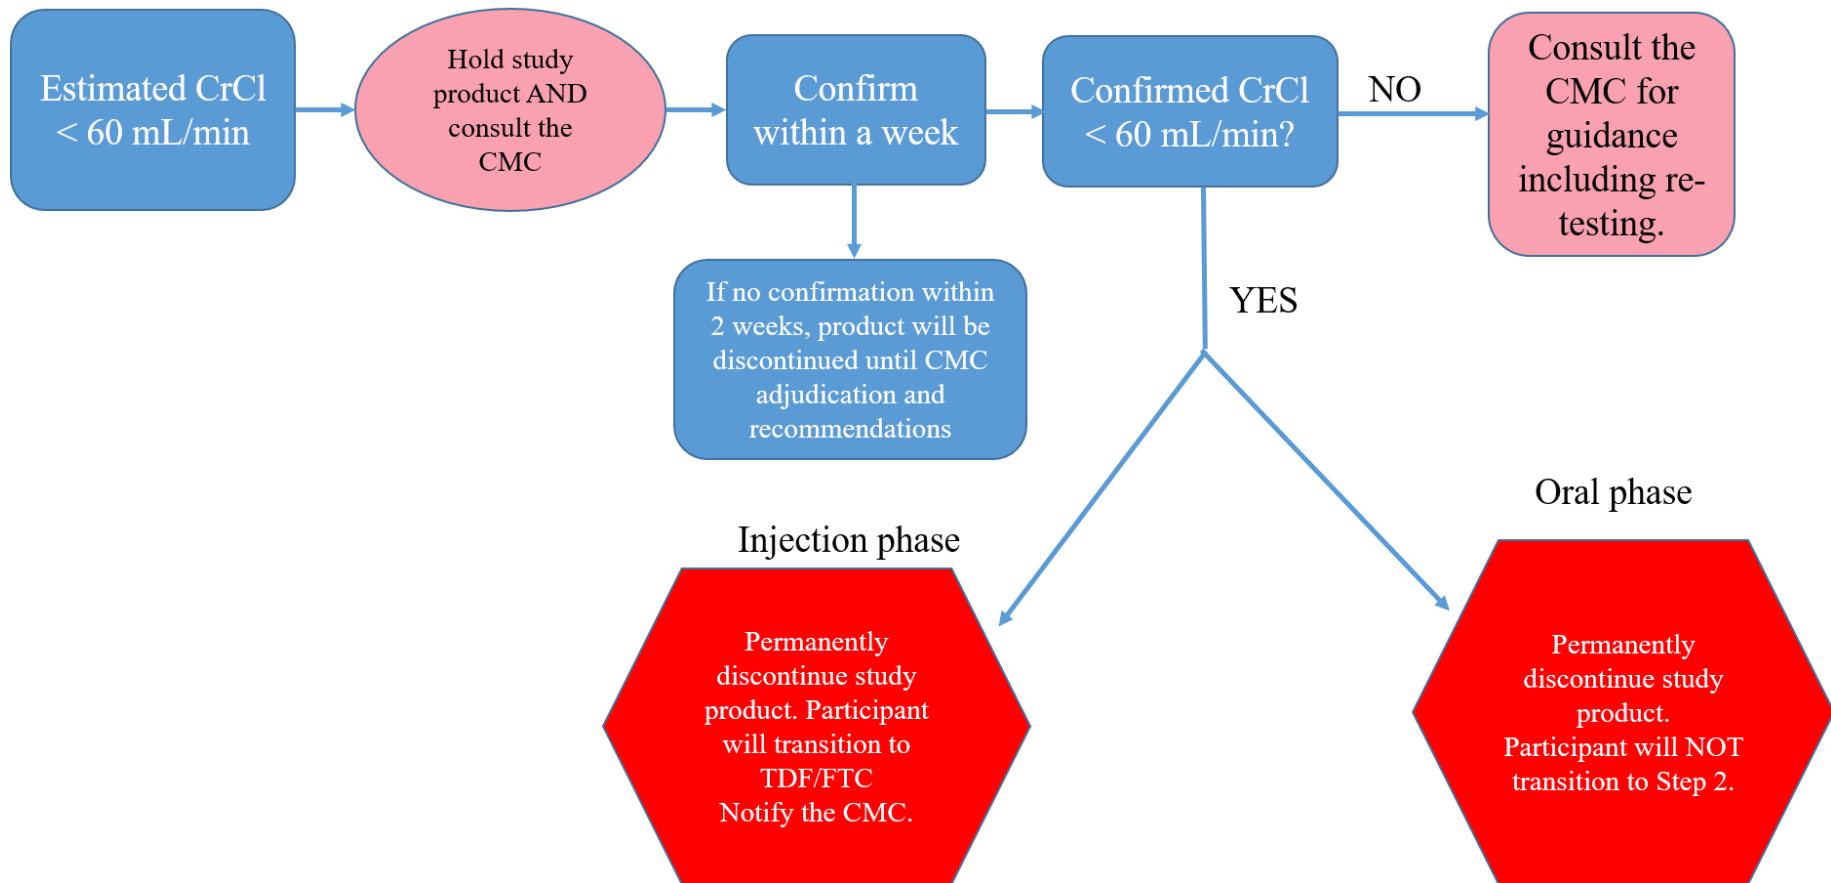 Estimated CrCl
< 60 mL/min
Hold study
product AND
consult the
CMC
Confirm
within a week
Confirmed CrCl
< 60 mL/min?
NO
Consult the
CMC for
guidance
including re-
testing.
If no confirmation within
2 weeks, product will be
discontinued until CMC
adjudication and
recommendations
YES
Injection phase
Permanently
discontinue study
product. Participant
will transition to
TDF/FTC
Notify the CMC.
Oral phase
Permanently
discontinue study
product.
Participant will NOT
transition to Step 2.